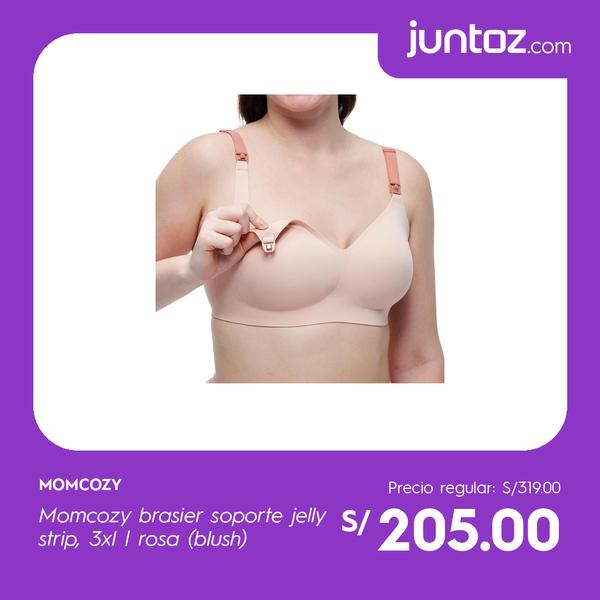 juntoz.com
MOMCOZY
Momcozy brasier soporte jelly
strip, 3xl | rosa (blush)
Precio regular: S/319.00
S/ 205.00